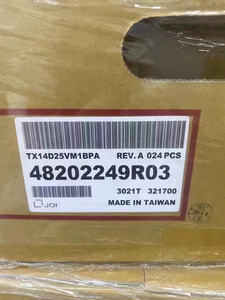 TX14D25VM1BPA REV. A 024 PCS
48202249R03
JDI 3021T 321700
MADE IN TAIWAN